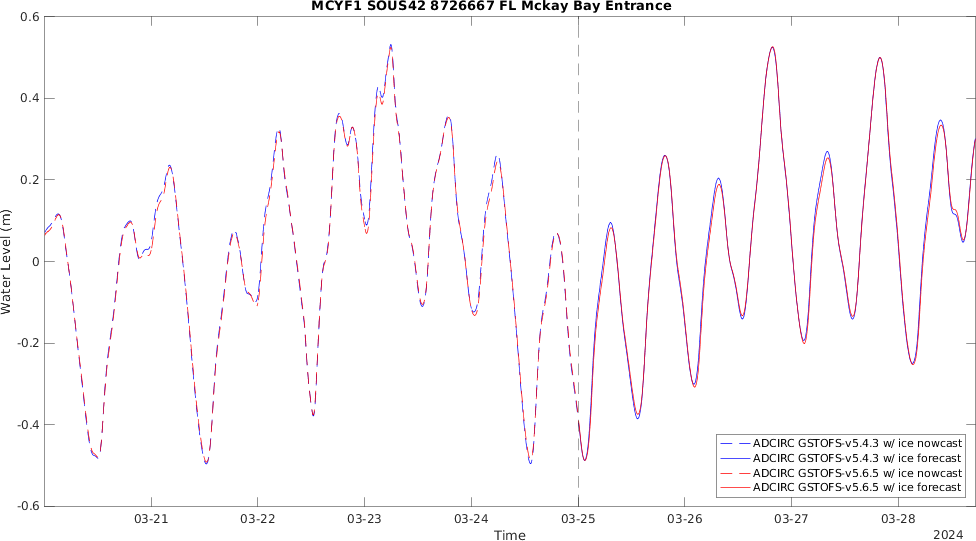 MCYF1 SOUS42 8726667 FL Mckay Bay Entrance
0.6
0.4
0.2
0
-0.2
-0.4
-0.6
Water Level (m)
ADCIRC GSTOFS-v5.4.3 w/ ice nowcast
ADCIRC GSTOFS-v5.4.3 w/ ice forecast
ADCIRC GSTOFS-v5.6.5 w/ ice nowcast
ADCIRC GSTOFS-v5.6.5 w/ ice forecast
03-21 03-22 03-23 03-24 03-25 03-26 03-27 03-28
Time
2024